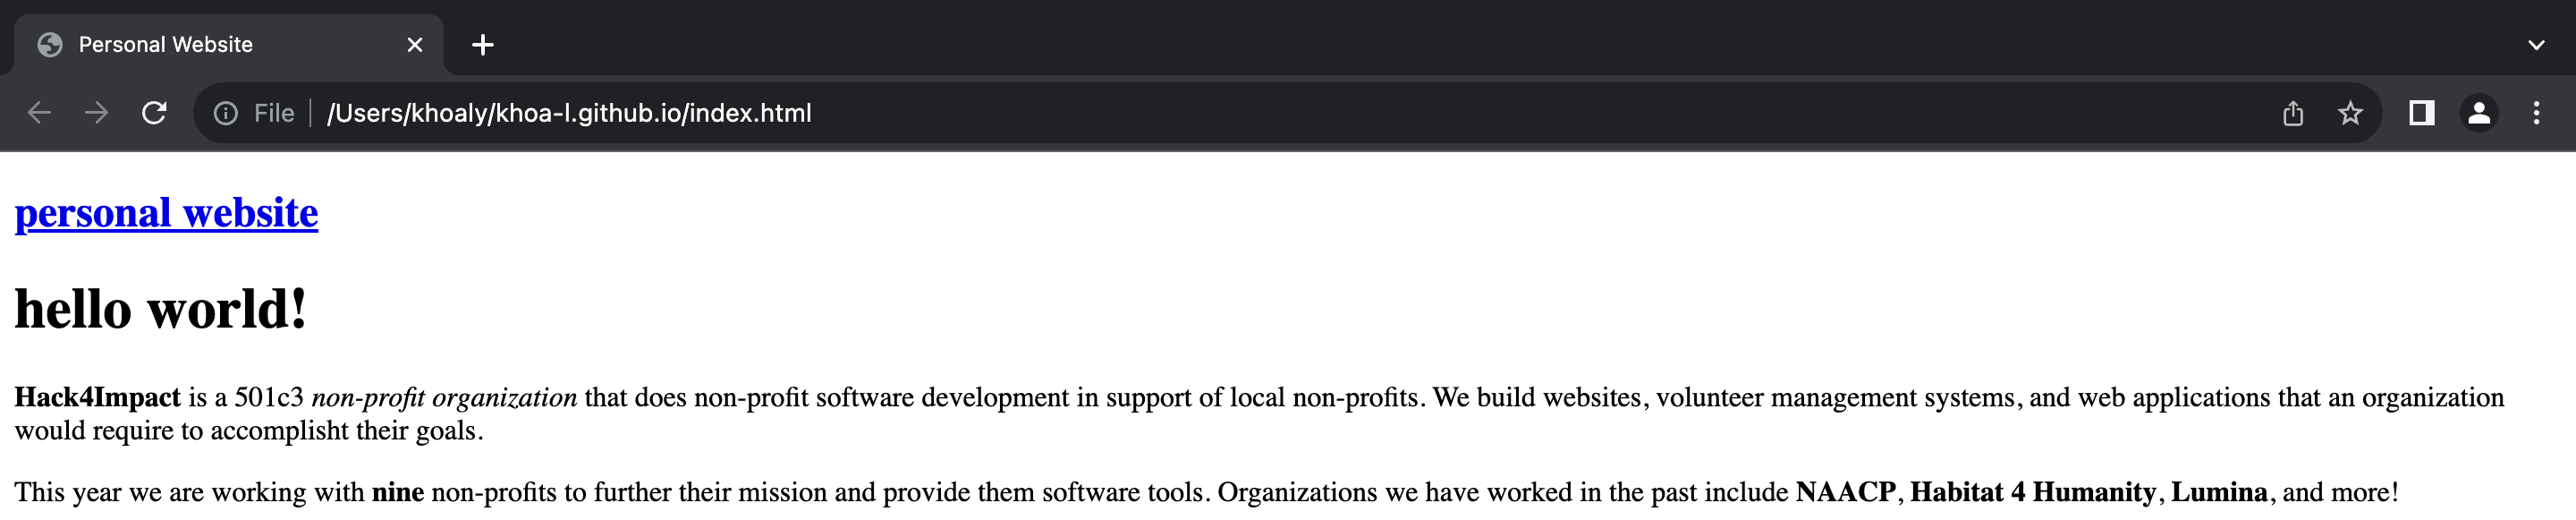 Personal Website
File
/Users/khoaly/khoa-l.github.io/index.html
personal website
hello world!
Hack4Impact is a 501c3 non-profit organization that does non-profit software development in support of local non-profits. We build websites, volunteer management systems, and web applications that an organization
would require to accomplisht their goals.
This year we are working with nine non-profits to further their mission and provide them software tools. Organizations we have worked in the past include NAACP, Habitat 4 Humanity, Lumina, and more!